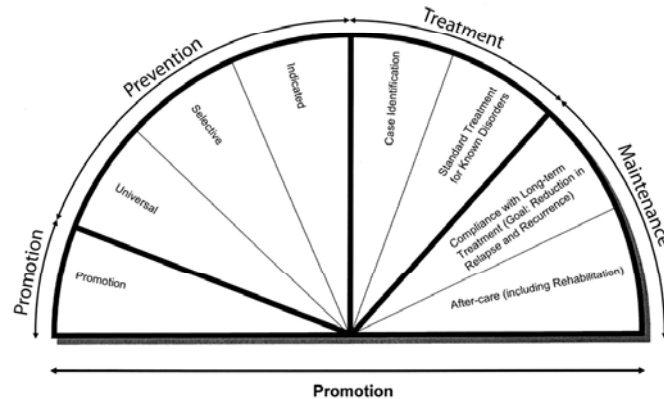 Promotion
Prevention
Treatment
Maintenance
Promotion
Universal
Selective
Indicated
Case Identification
Standard Treatment
for Known Disorders
Compliance with Long-term
Treatment (Goal: Reduction in
Relapse and Recurrence)
After-care (including Rehabilitation)
Promotion